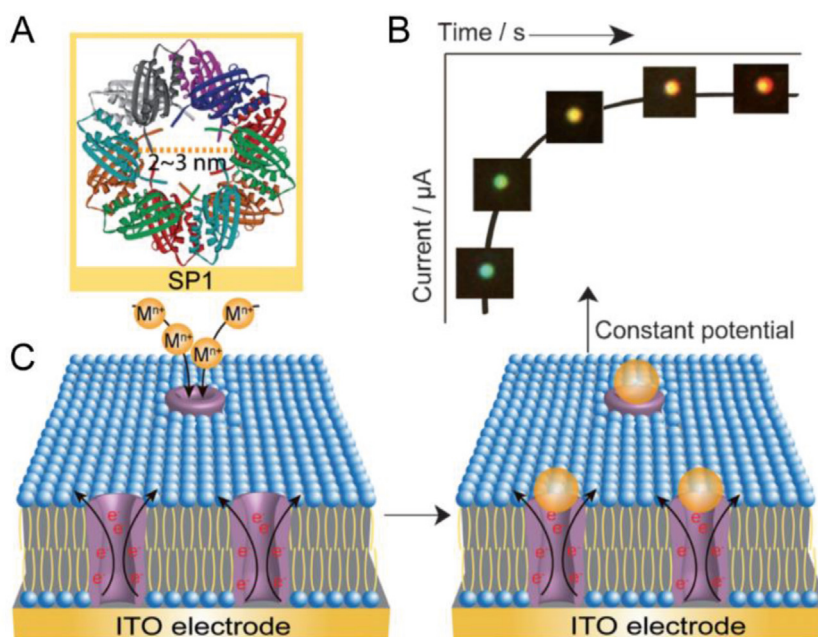 A
2~3 nm
SP1
B
Time / s
Current / µA
Constant potential
C
Mⁿ⁺
Mⁿ⁺
Mⁿ⁺
Mⁿ⁺
e⁻
e⁻
e⁻ e⁻
e⁻ e⁻
e⁻
e⁻
e⁻ e⁻
e⁻ e⁻
ITO electrode
e⁻
e⁻
e⁻ e⁻
e⁻ e⁻
e⁻
e⁻
e⁻ e⁻
e⁻ e⁻
ITO electrode